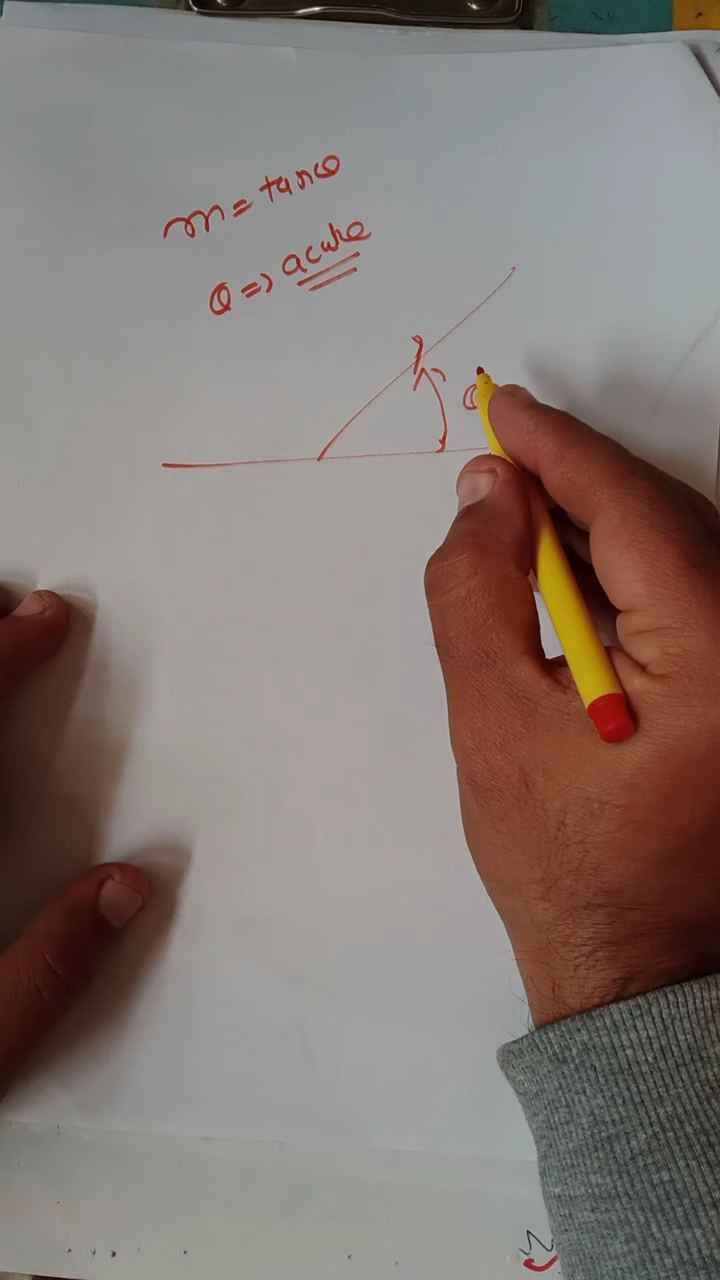 m = tanθ
θ => acute
θ